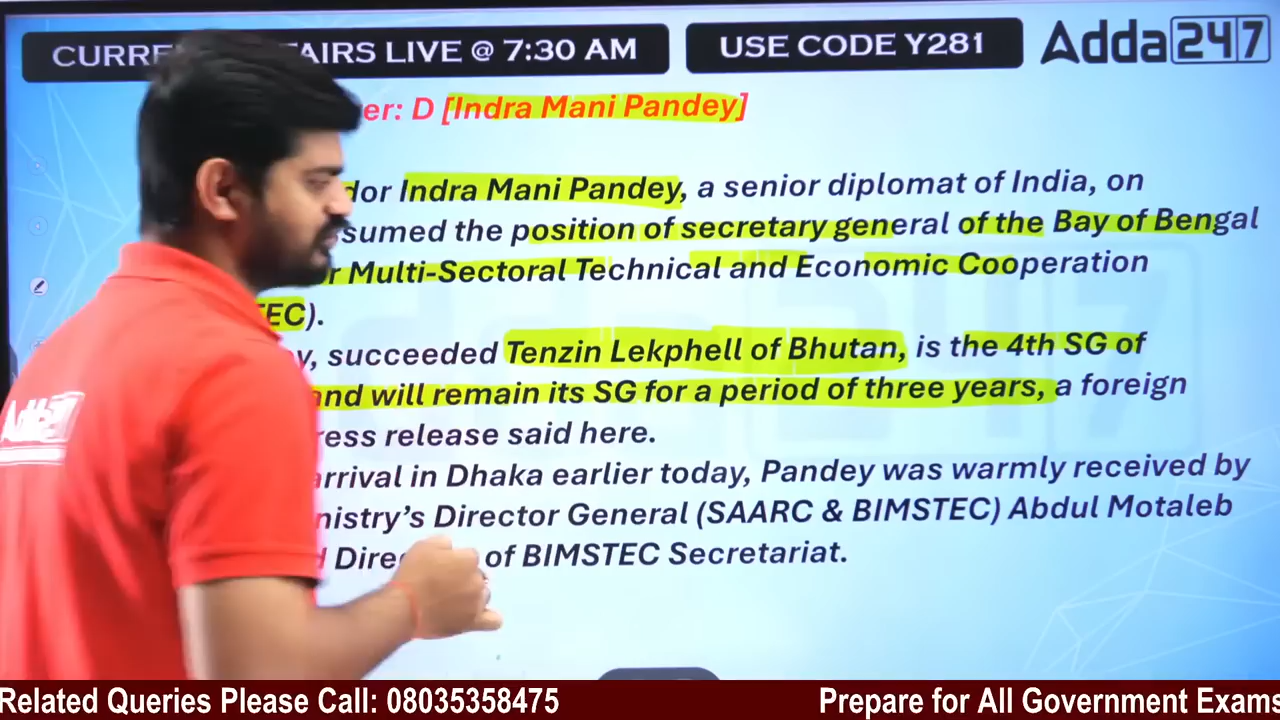 CURRE AIRS LIVE @ 7:30 AM
USE CODE Y281
Adda247
er: D [Indra Mani Pandey]
dor Indra Mani Pandey, a senior diplomat of India, on
sumed the position of secretary general of the Bay of Bengal
r Multi-Sectoral Technical and Economic Cooperation
TEC).
y, succeeded Tenzin Lekphell of Bhutan, is the 4th SG of
and will remain its SG for a period of three years, a foreign
ress release said here.
arrival in Dhaka earlier today, Pandey was warmly received by
nistry's Director General (SAARC & BIMSTEC) Abdul Motaleb
d Dire of BIMSTEC Secretariat.
Adda247
Related Queries Please Call: 08035358475
Prepare for All Government Exams